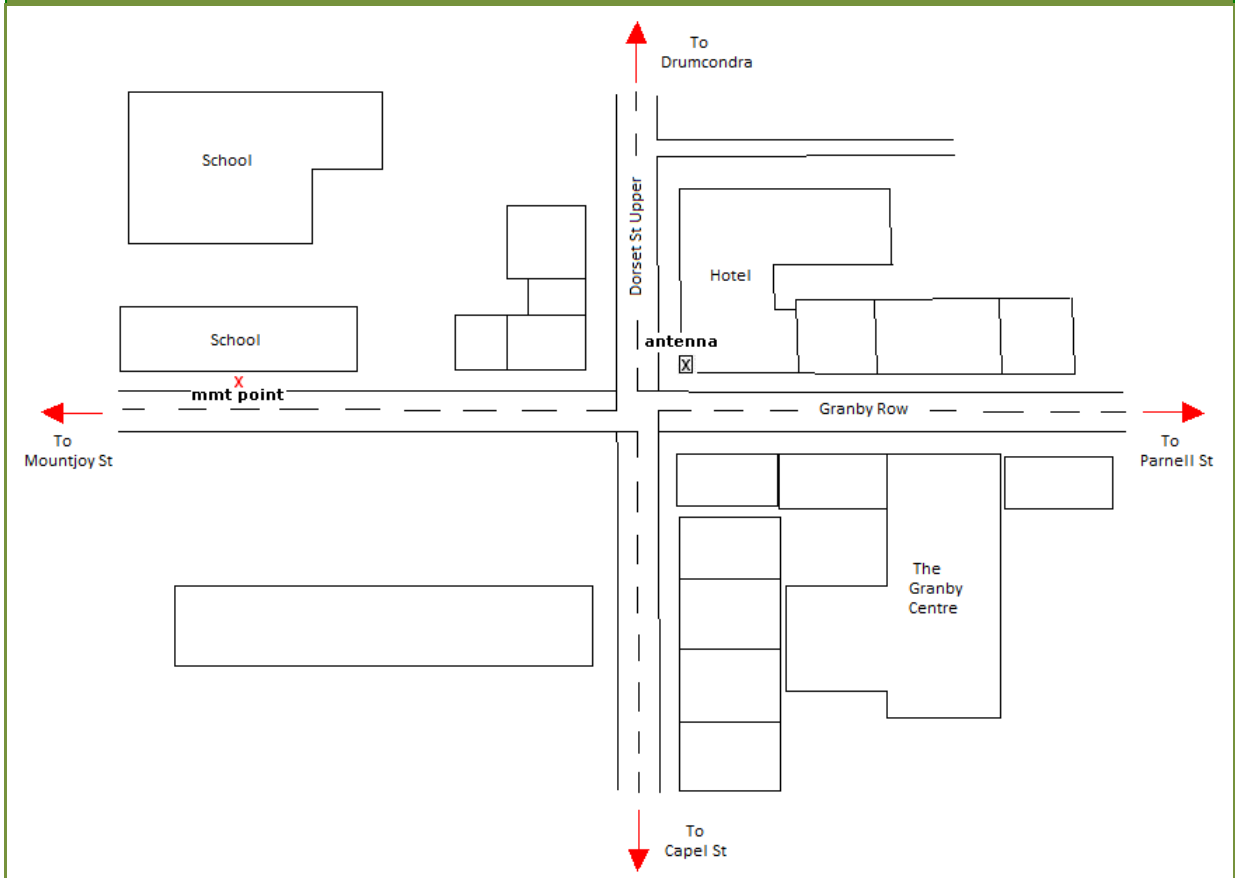 To
Drumcondra
School
Dorset St Upper
Hotel
School
antenna
X
X
mmt point
Granby Row
To
Mountjoy St
To
Parnell St
The
Granby
Centre
To
Capel St